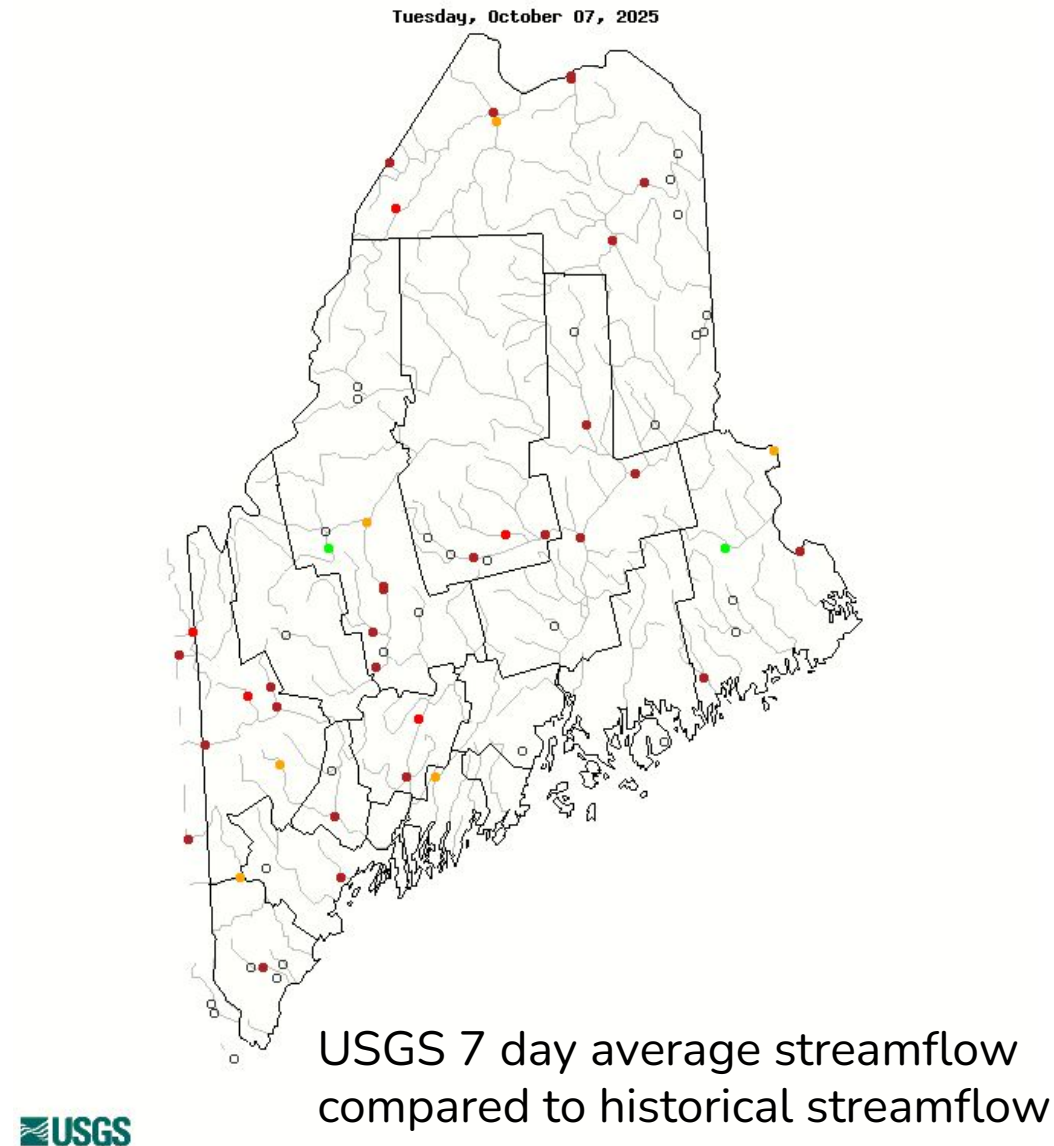 Tuesday, October 07, 2025
USGS 7 day average streamflow
compared to historical streamflow
USGS